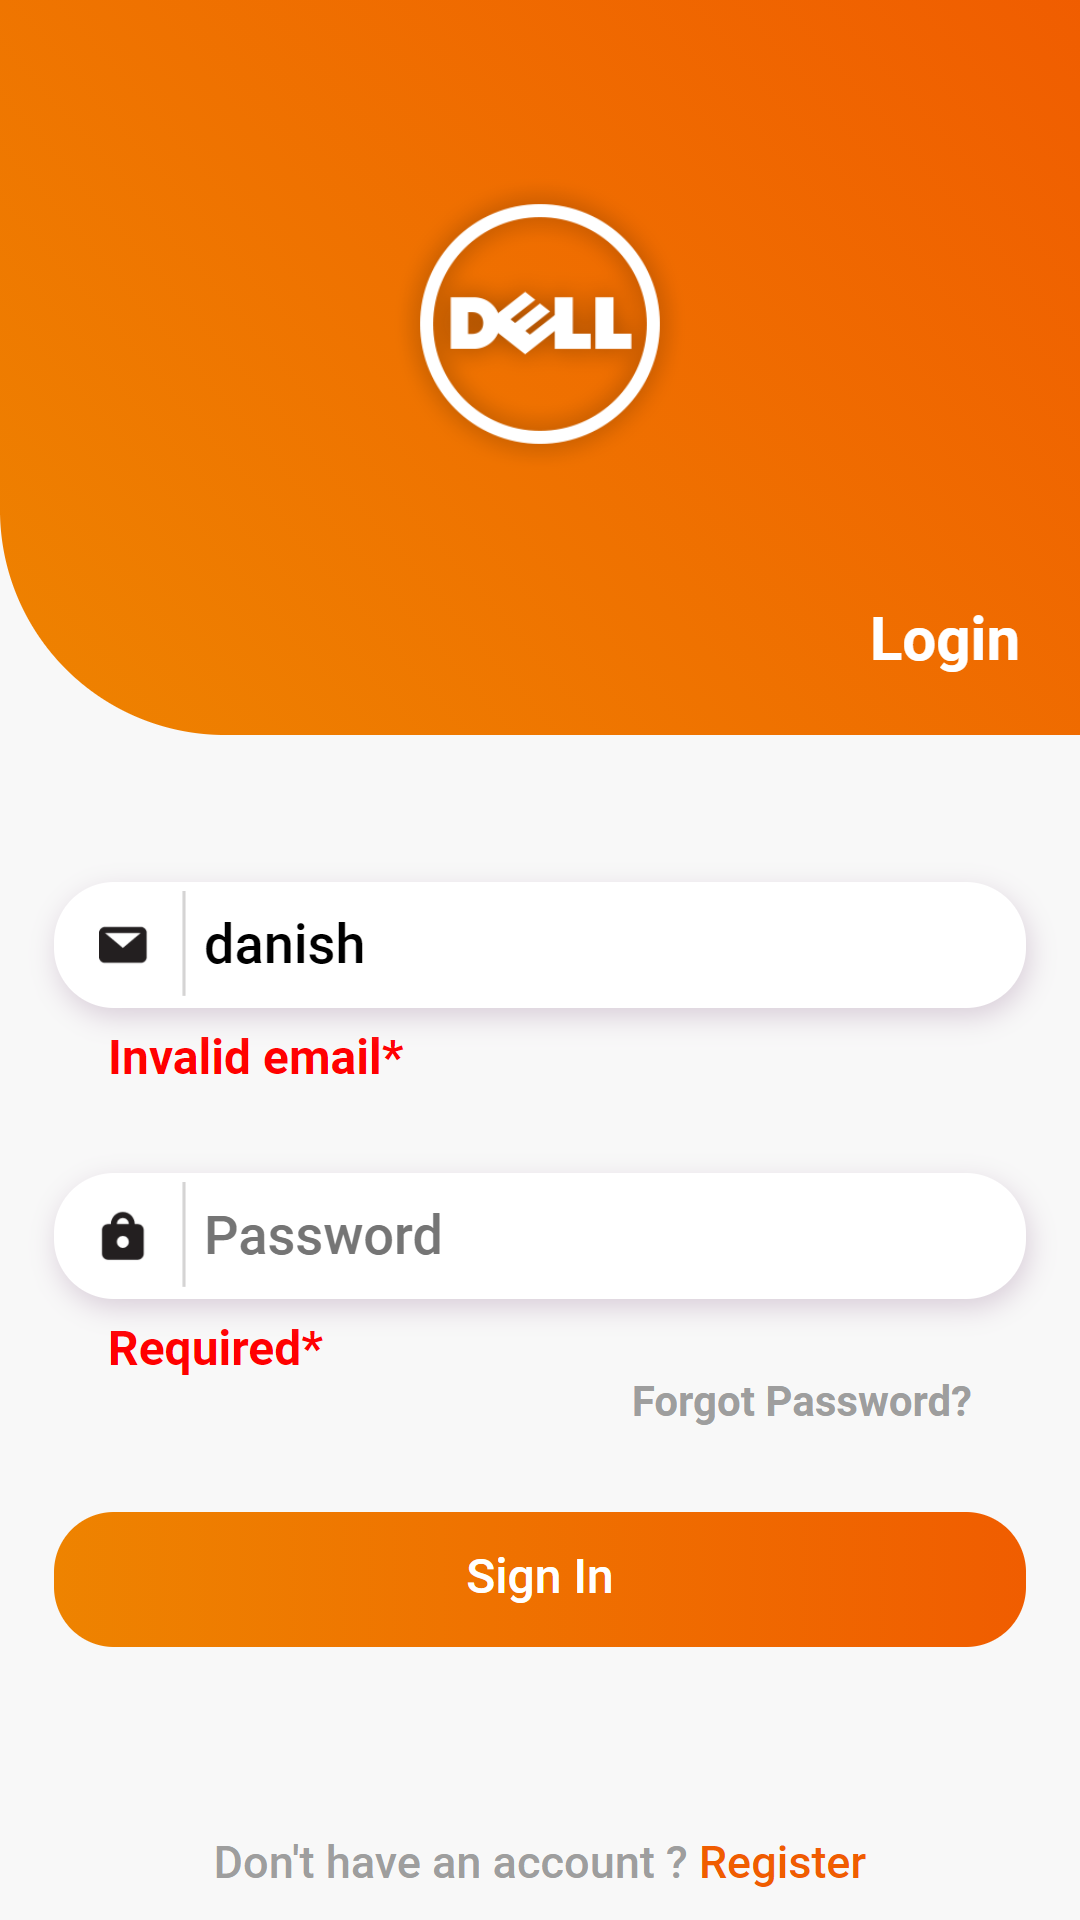 DELL
Login
danish
Invalid email*
Password
Required*
Forgot Password?
Sign In
Don't have an account ? Register